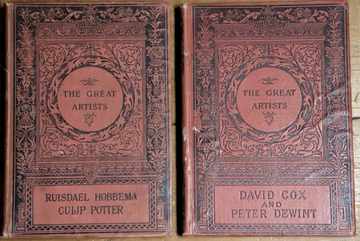 THE GREAT
ARTISTS
RUISDAEL HOBBEMA
CUIJP POTTER
THE GREAT
ARTISTS
DAVID COX
AND
PETER DEWINT